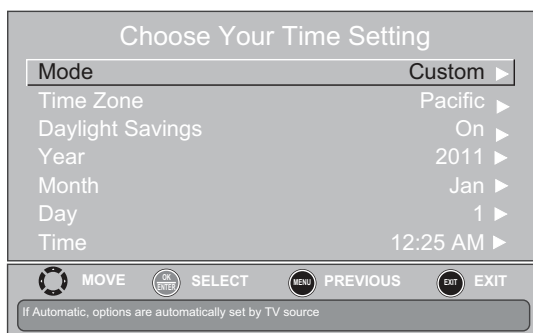 Choose Your Time Setting
Mode Custom
Time Zone Pacific
Daylight Savings On
Year 2011
Month Jan
Day 1
Time 12:25 AM
MOVE OK ENTER SELECT MENU PREVIOUS EXIT EXIT
If Automatic, options are automatically set by TV source